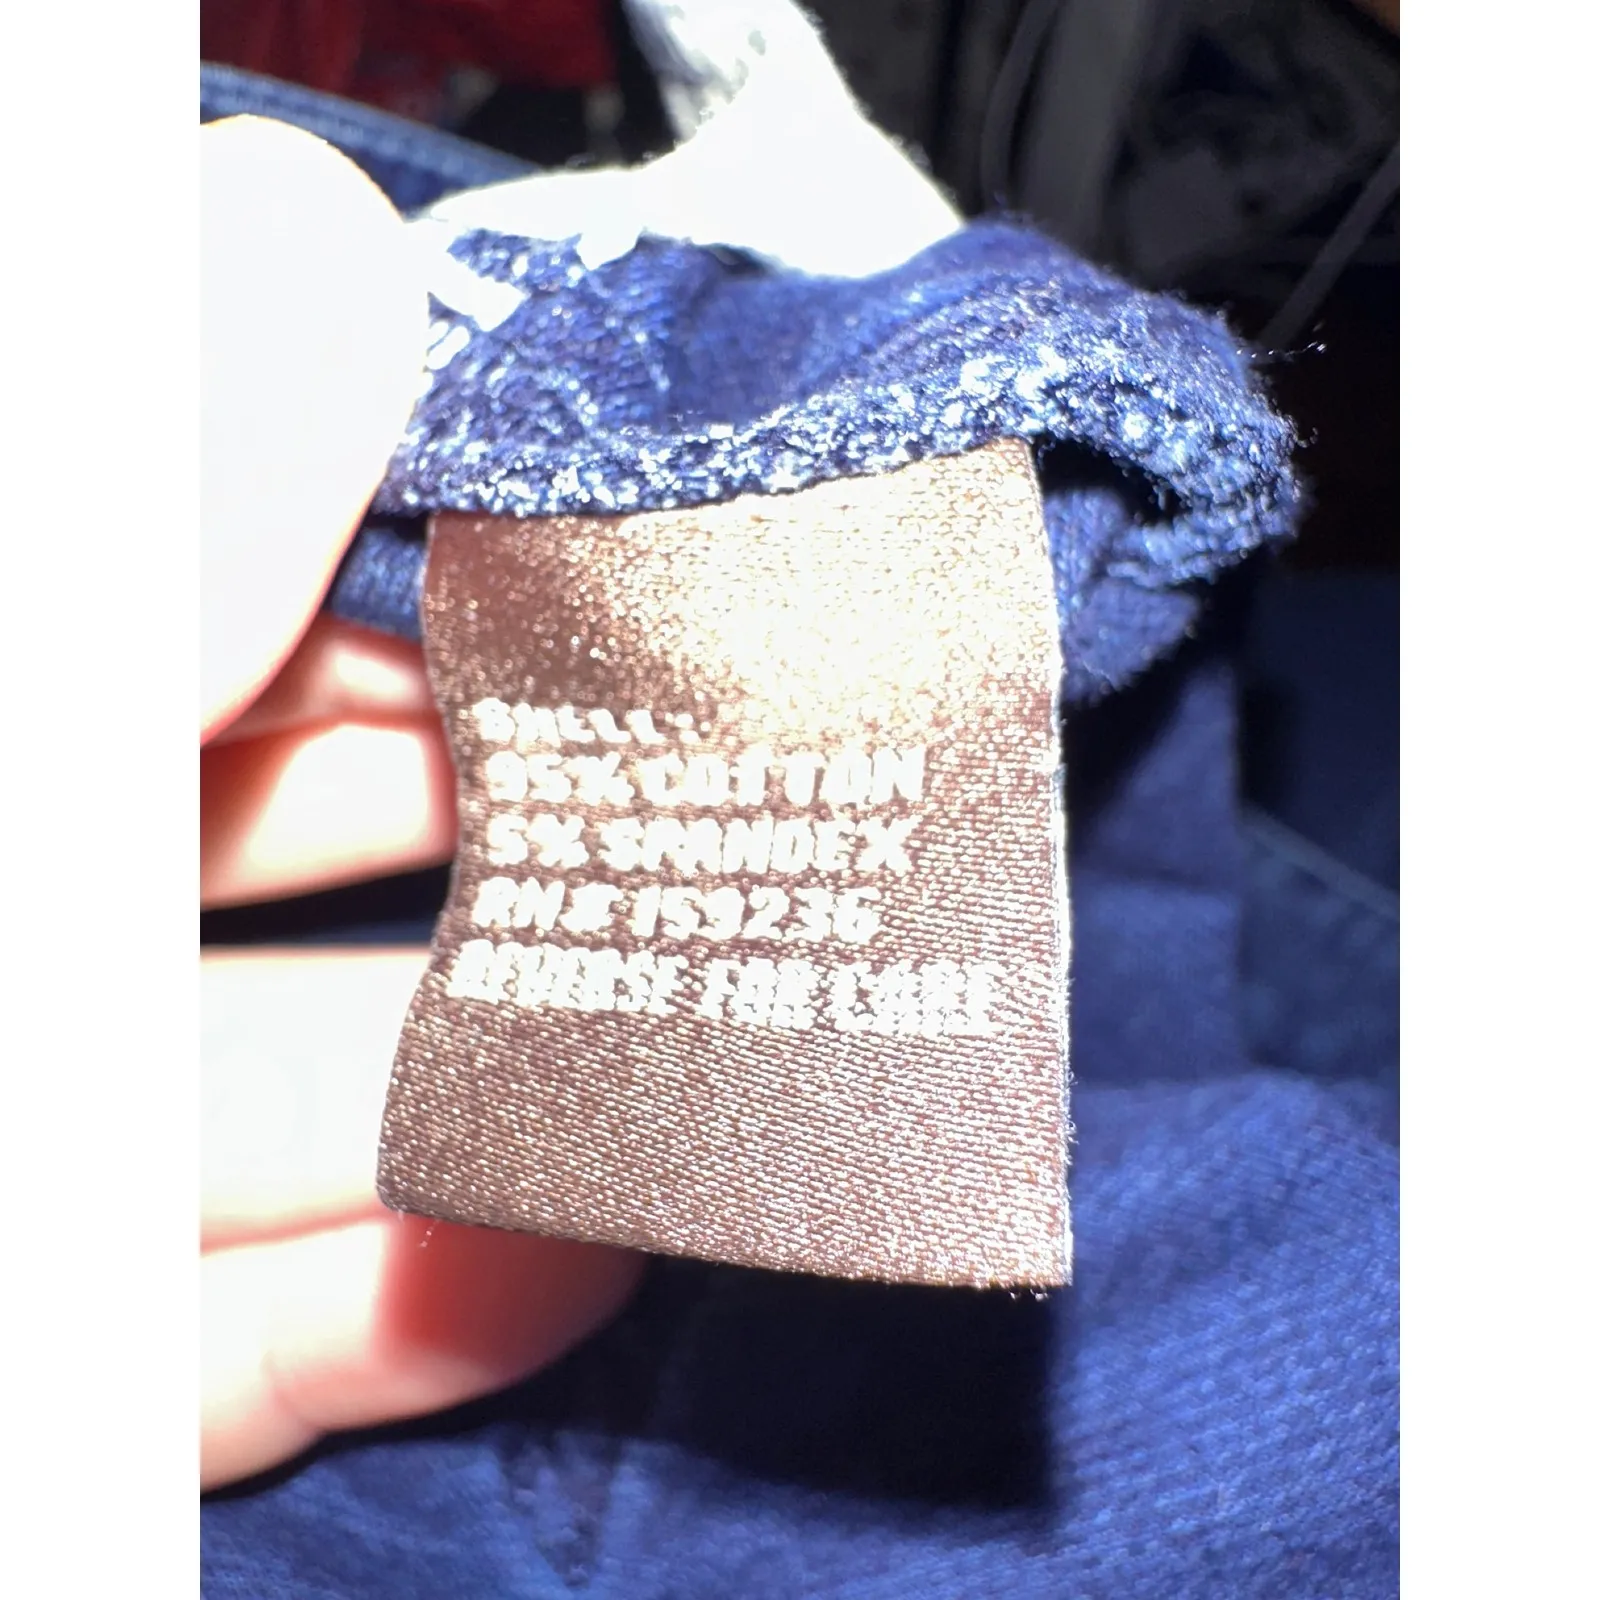 SHELL:
95% COTTON
5% SPANDEX
RN# 159236
REVERSE FOR CARE